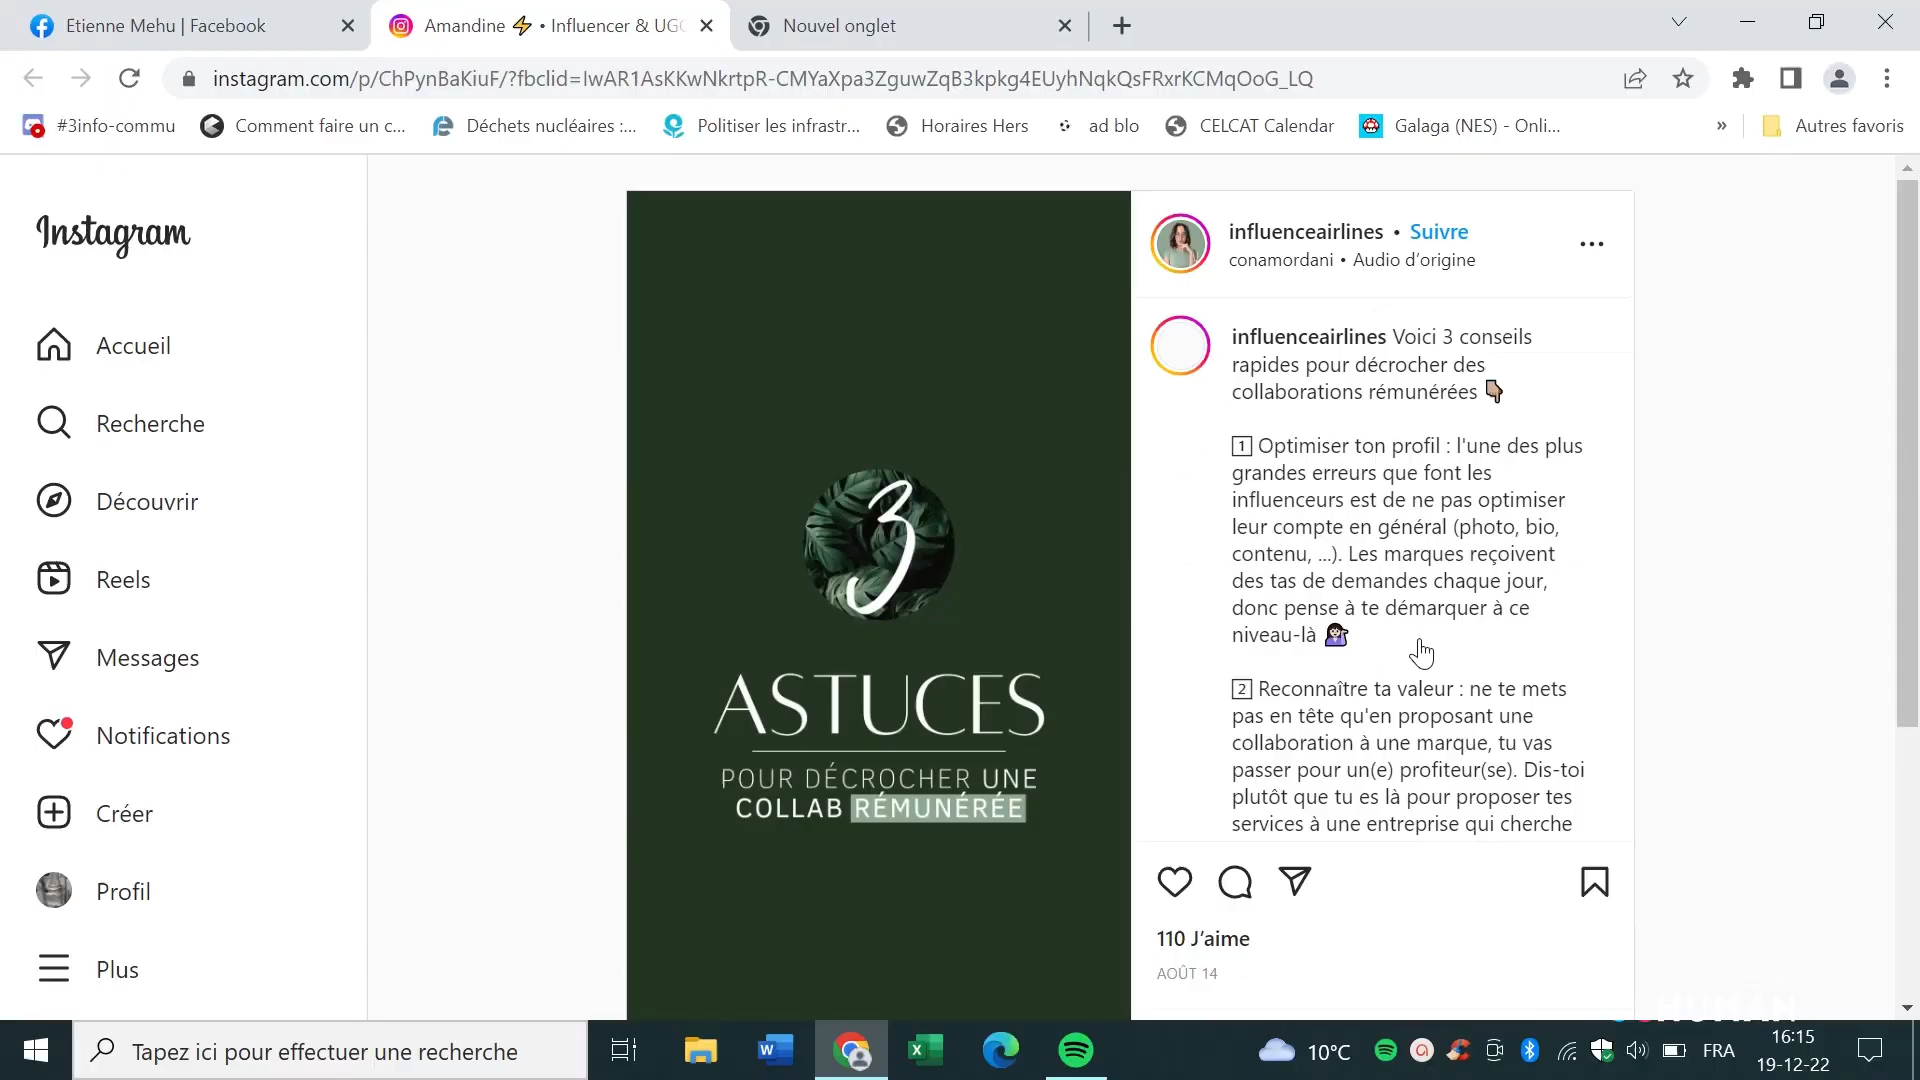 Etienne Mehu | Facebook
Amandine ⚡ • Influencer & UGC
Nouvel onglet
instagram.com/p/ChPynBaKiuF/?fbclid=IwAR1AsKKwNkrtpR-CMYaXpa3ZguwZqB3kpkg4EUyhNqkQsFRxrKCMqOoG_LQ
#3info-commu
Comment faire un c...
Déchets nucléaires :...
Politiser les infrastr...
Horaires Hers
ad blo
CELCAT Calendar
Galaga (NES) - Onli...
»
Autres favoris
Instagram
Accueil
Recherche
Découvrir
Reels
Messages
Notifications
Créer
Profil
Plus
3
ASTUCES
POUR DÉCROCHER UNE
COLLAB RÉMUNÉRÉE
influenceairlines • Suivre
conamordani • Audio d’origine
influenceairlines Voici 3 conseils
rapides pour décrocher des
collaborations rémunérées 👇🏽
1️⃣ Optimiser ton profil : l'une des plus
grandes erreurs que font les
influenceurs est de ne pas optimiser
leur compte en général (photo, bio,
contenu, ...). Les marques reçoivent
des tas de demandes chaque jour,
donc pense à te démarquer à ce
niveau-là 💁🏻‍♀️
2️⃣ Reconnaître ta valeur : ne te mets
pas en tête qu'en proposant une
collaboration à une marque, tu vas
passer pour un(e) profiteur(se). Dis-toi
plutôt que tu es là pour proposer tes
services à une entreprise qui cherche
110 J’aime
AOÛT 14
HUMAN
Tapez ici pour effectuer une recherche
10°C
FRA
16:15
19-12-22